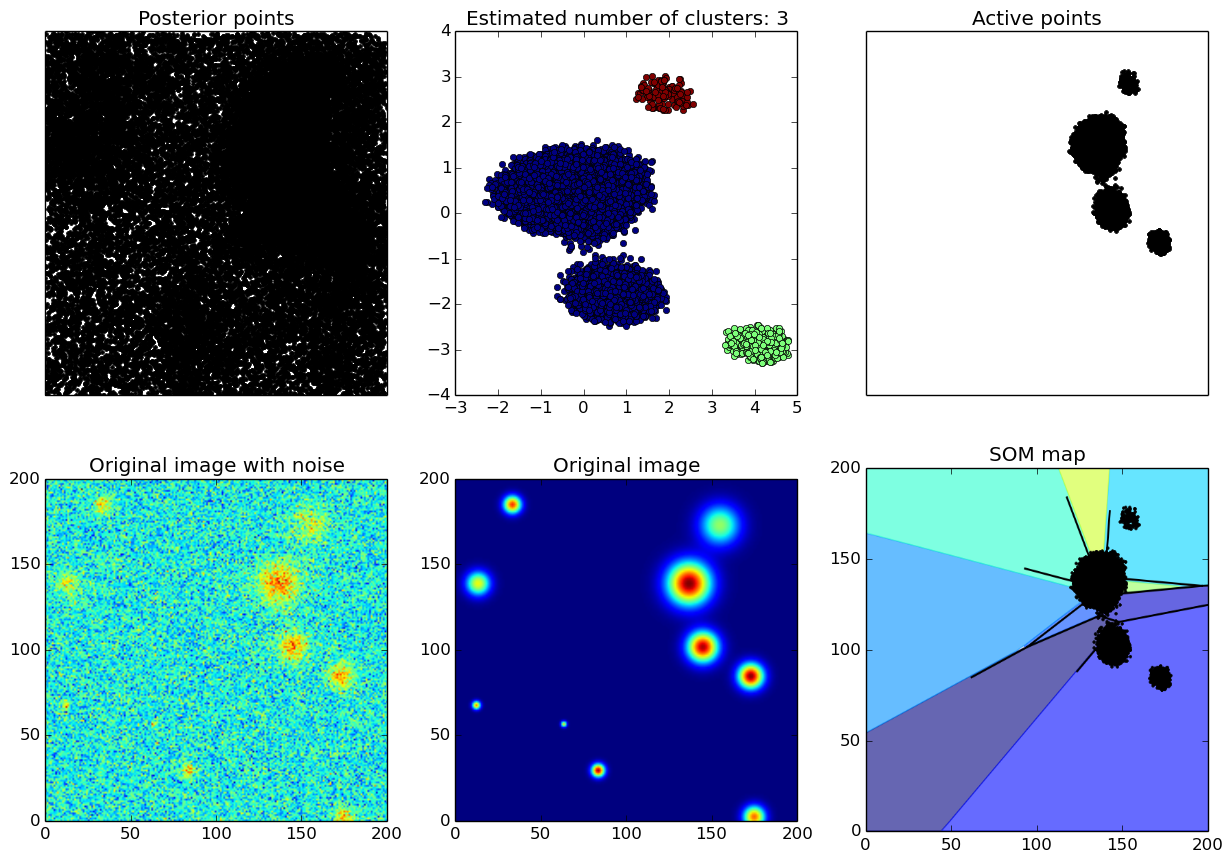 Posterior points
Estimated number of clusters: 3
Active points
4
3
2
1
0
−1
−2
−3
−4
−3 −2 −1 0 1 2 3 4 5
Original image with noise
200
150
100
50
0
0 50 100 150 200
Original image
200
150
100
50
0
0 50 100 150 200
SOM map
200
150
100
50
0
0 50 100 150 200